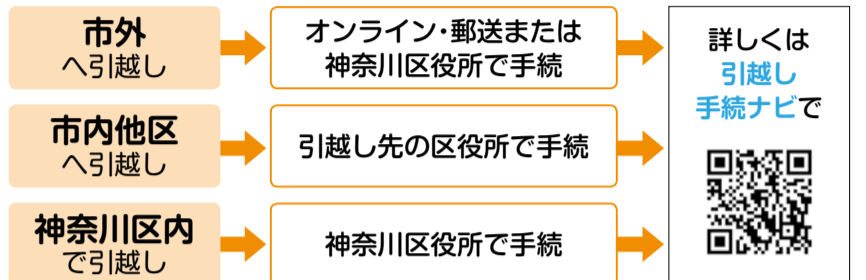 市外
へ引越し
オンライン・郵送または
神奈川区役所で手続
市内他区
へ引越し
引越し先の区役所で手続
神奈川区内
で引越し
神奈川区役所で手続
詳しくは
引越し
手続ナビで